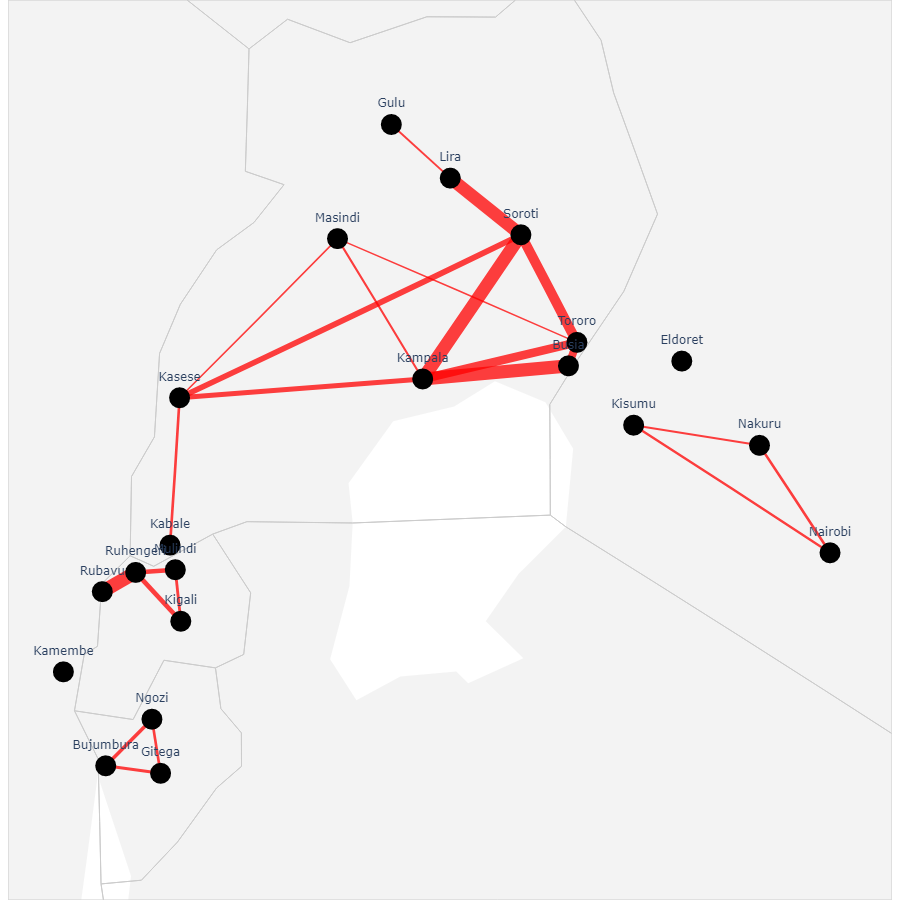 Gulu
Lira
Soroti
Masindi
Tororo
Busia
Eldoret
Kampala
Kasese
Kisumu
Nakuru
Nairobi
Kabale
Ruhengeri
Mulindi
Rubavu
Kigali
Kamembe
Ngozi
Bujumbura
Gitega